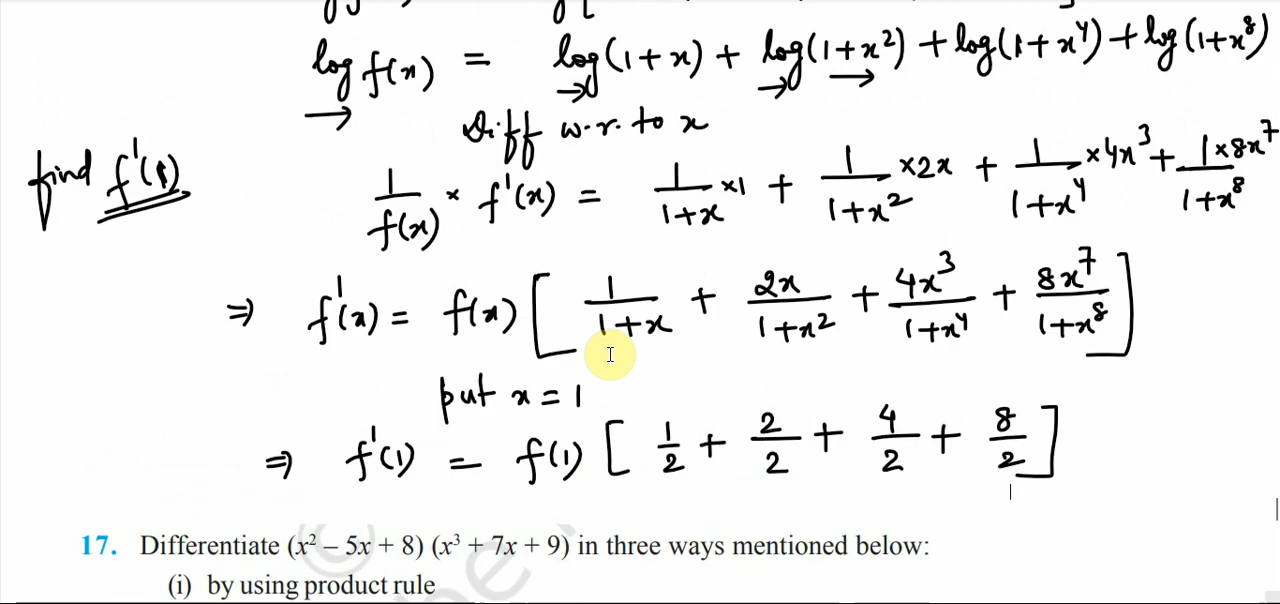 log f(x) = log(1+x) + log(1+x²) + log(1+x⁴) + log(1+x⁸)
Diff w.r. to x
find f'(1)
1/f(x) × f'(x) = 1/(1+x) ×1 + 1/(1+x²) ×2x + 1/(1+x⁴) ×4x³ + 1×8x⁷/(1+x⁸)
⇒ f'(x) = f(x) [ 1/(1+x) + 2x/(1+x²) + 4x³/(1+x⁴) + 8x⁷/(1+x⁸) ]
put x = 1
⇒ f'(1) = f(1) [ 1/2 + 2/2 + 4/2 + 8/2 ]
17. Differentiate (x² – 5x + 8) (x³ + 7x + 9) in three ways mentioned below:
(i) by using product rule